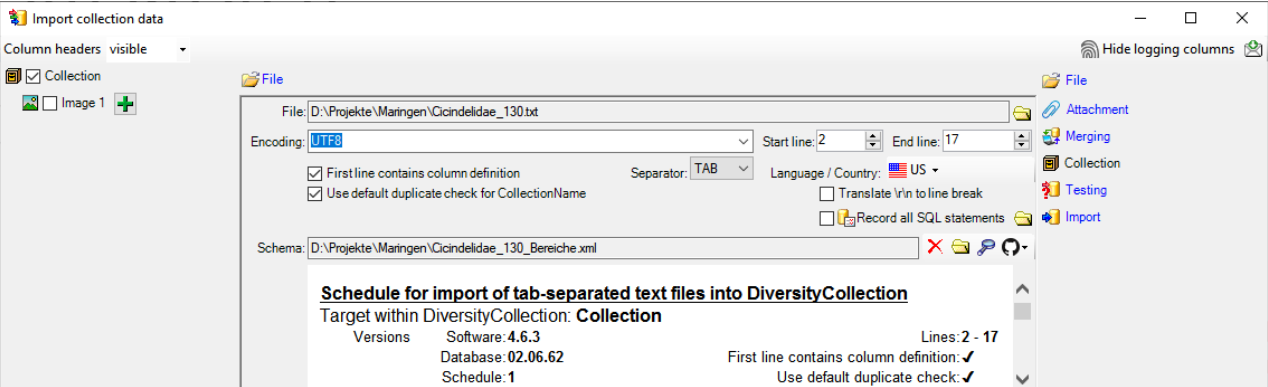 Import collection data
Column headers visible
Hide logging columns
Collection
Image 1
File
File: D:\Projekte\Maringen\Cicindelidae_130.txt
Encoding: UTF8
Start line: 2
End line: 17
First line contains column definition
Separator: TAB
Language / Country: US
Use default duplicate check for CollectionName
Translate \r\n to line break
Record all SQL statements
Schema: D:\Projekte\Maringen\Cicindelidae_130_Bereiche.xml
Schedule for import of tab-separated text files into DiversityCollection
Target within DiversityCollection: Collection
Versions Software: 4.6.3 Lines: 2 - 17
Database: 02.06.62 First line contains column definition: ✓
Schedule: 1 Use default duplicate check: ✓
File
Attachment
Merging
Collection
Testing
Import